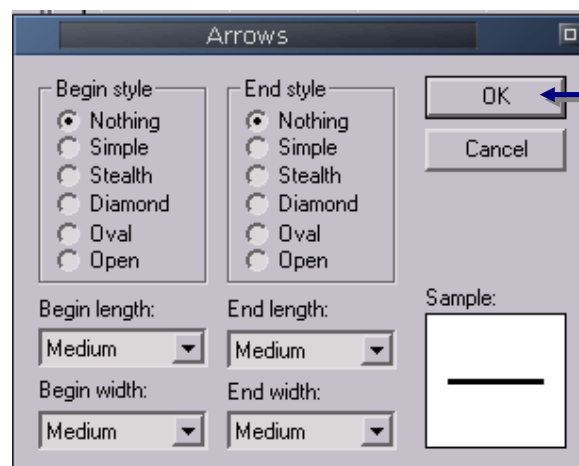 Arrows
Begin style
Nothing
Simple
Stealth
Diamond
Oval
Open
End style
Nothing
Simple
Stealth
Diamond
Oval
Open
OK
Cancel
Begin length:
Medium
End length:
Medium
Begin width:
Medium
End width:
Medium
Sample: